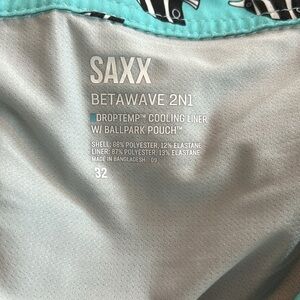 SAXX
BETAWAVE 2N1
DROPTEMP™ COOLING LINER
W/ BALLPARK POUCH™
SHELL: 88% POLYESTER, 12% ELASTANE
LINER: 87% POLYESTER, 13% ELASTANE
MADE IN BANGLADESH 09
32